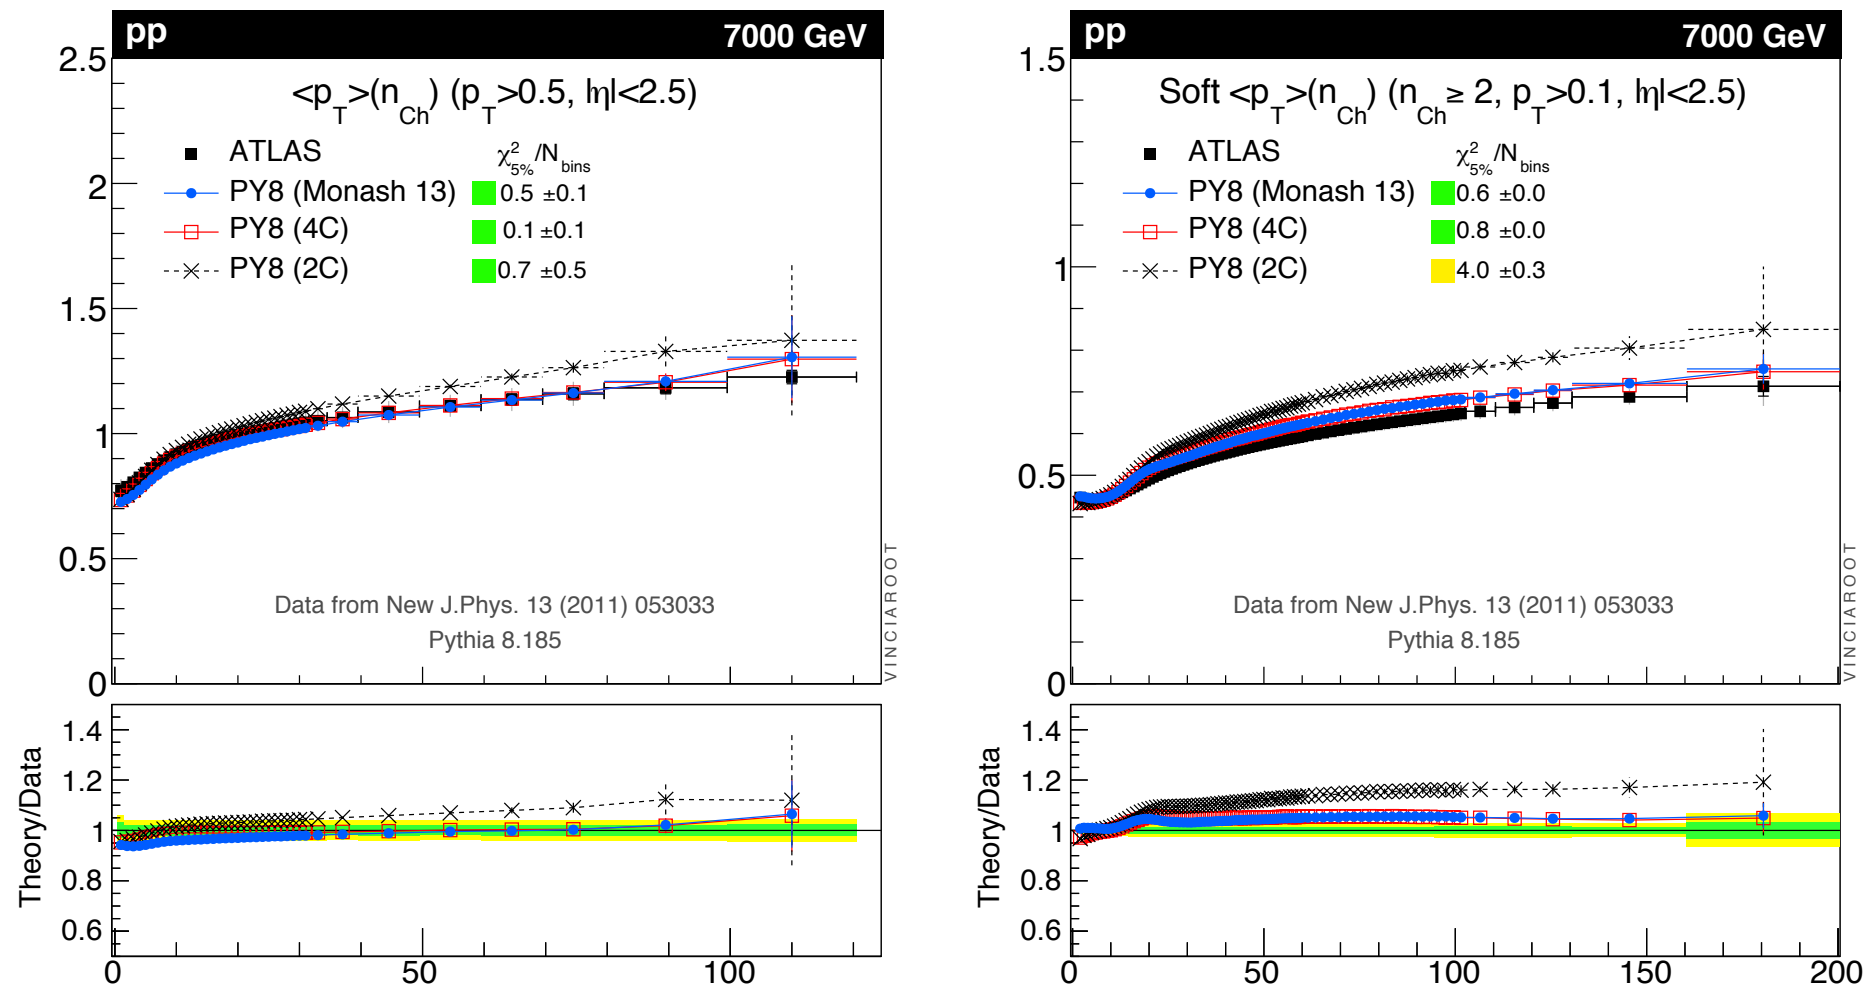 pp 7000 GeV
<p_T>(n_Ch) (p_T>0.5, |η|<2.5)
ATLAS
χ²_5%/N_bins
PY8 (Monash 13) 0.5 ±0.1
PY8 (4C) 0.1 ±0.1
PY8 (2C) 0.7 ±0.5
2.5
2
1.5
1
0.5
0
Data from New J.Phys. 13 (2011) 053033
Pythia 8.185
VINCIAROOT
Theory/Data
1.4
1.2
1
0.8
0.6
0 50 100
pp 7000 GeV
Soft <p_T>(n_Ch) (n_Ch ≥ 2, p_T>0.1, |η|<2.5)
ATLAS
χ²_5%/N_bins
PY8 (Monash 13) 0.6 ±0.0
PY8 (4C) 0.8 ±0.0
PY8 (2C) 4.0 ±0.3
1.5
1
0.5
0
Data from New J.Phys. 13 (2011) 053033
Pythia 8.185
VINCIAROOT
Theory/Data
1.4
1.2
1
0.8
0.6
0 50 100 150 200